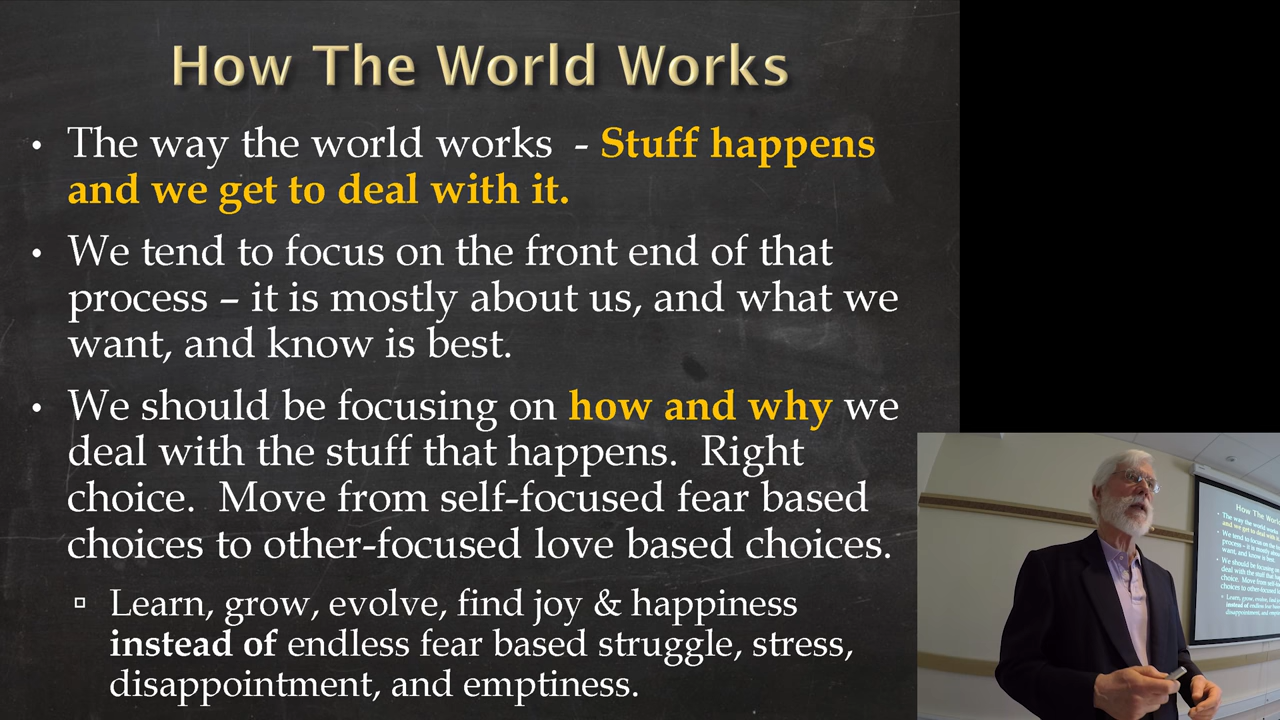 How The World Works
• The way the world works - Stuff happens
and we get to deal with it.
• We tend to focus on the front end of that
process – it is mostly about us, and what we
want, and know is best.
• We should be focusing on how and why we
deal with the stuff that happens. Right
choice. Move from self-focused fear based
choices to other-focused love based choices.
▫ Learn, grow, evolve, find joy & happiness
instead of endless fear based struggle, stress,
disappointment, and emptiness.